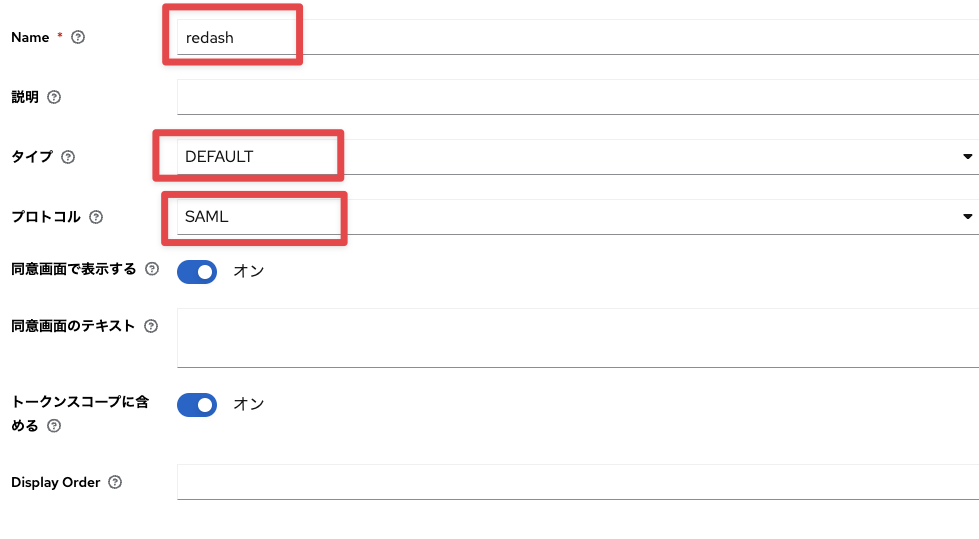 Name *
redash
説明
タイプ
DEFAULT
プロトコル
SAML
同意画面で表示する
オン
同意画面のテキスト
トークンスコープに含
める
オン
Display Order